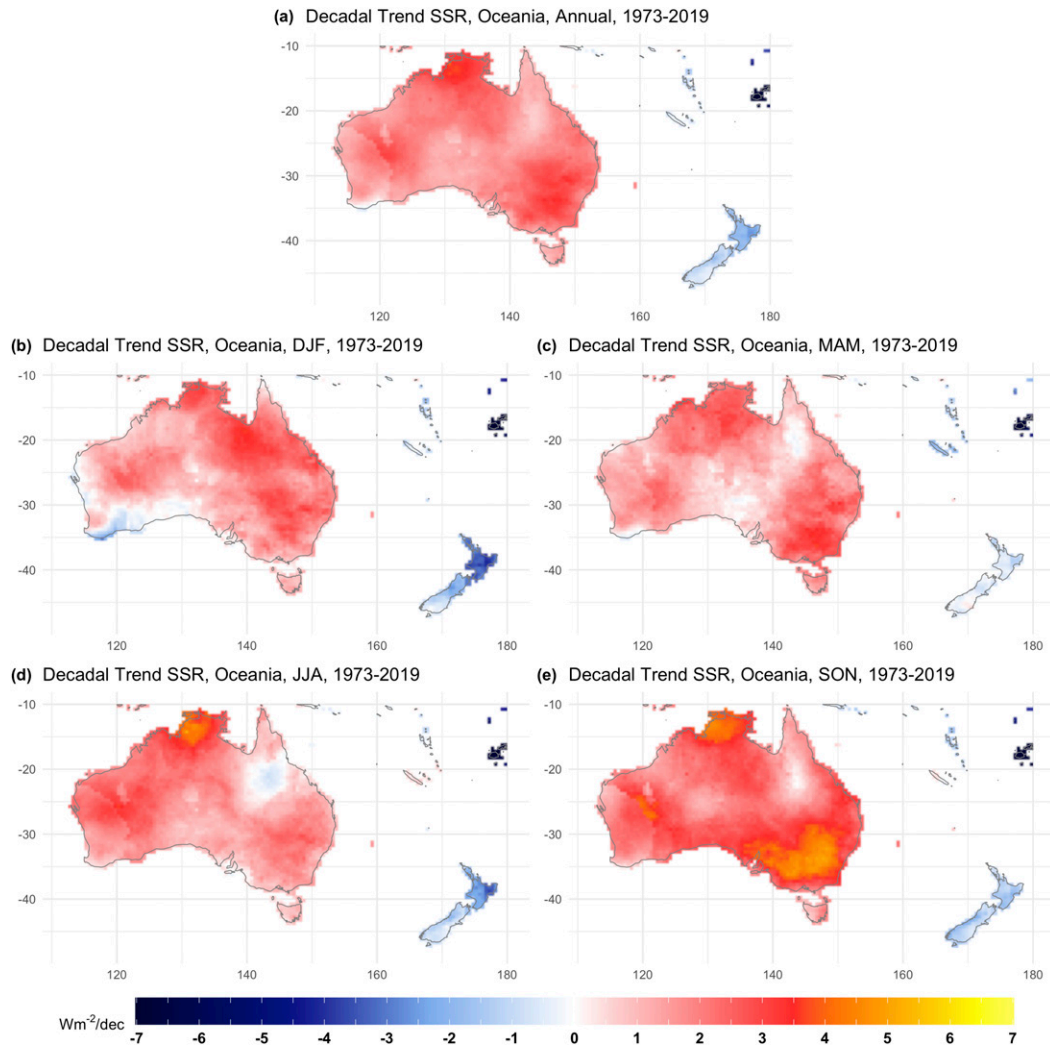 (a) Decadal Trend SSR, Oceania, Annual, 1973-2019
-10
-20
-30
-40
120 140 160 180
(b) Decadal Trend SSR, Oceania, DJF, 1973-2019
(c) Decadal Trend SSR, Oceania, MAM, 1973-2019
-10 -10
-20 -20
-30 -30
-40 -40
120 140 160 180 120 140 160 180
(d) Decadal Trend SSR, Oceania, JJA, 1973-2019
(e) Decadal Trend SSR, Oceania, SON, 1973-2019
-10 -10
-20 -20
-30 -30
-40 -40
120 140 160 180 120 140 160 180
Wm⁻²/dec
-7 -6 -5 -4 -3 -2 -1 0 1 2 3 4 5 6 7